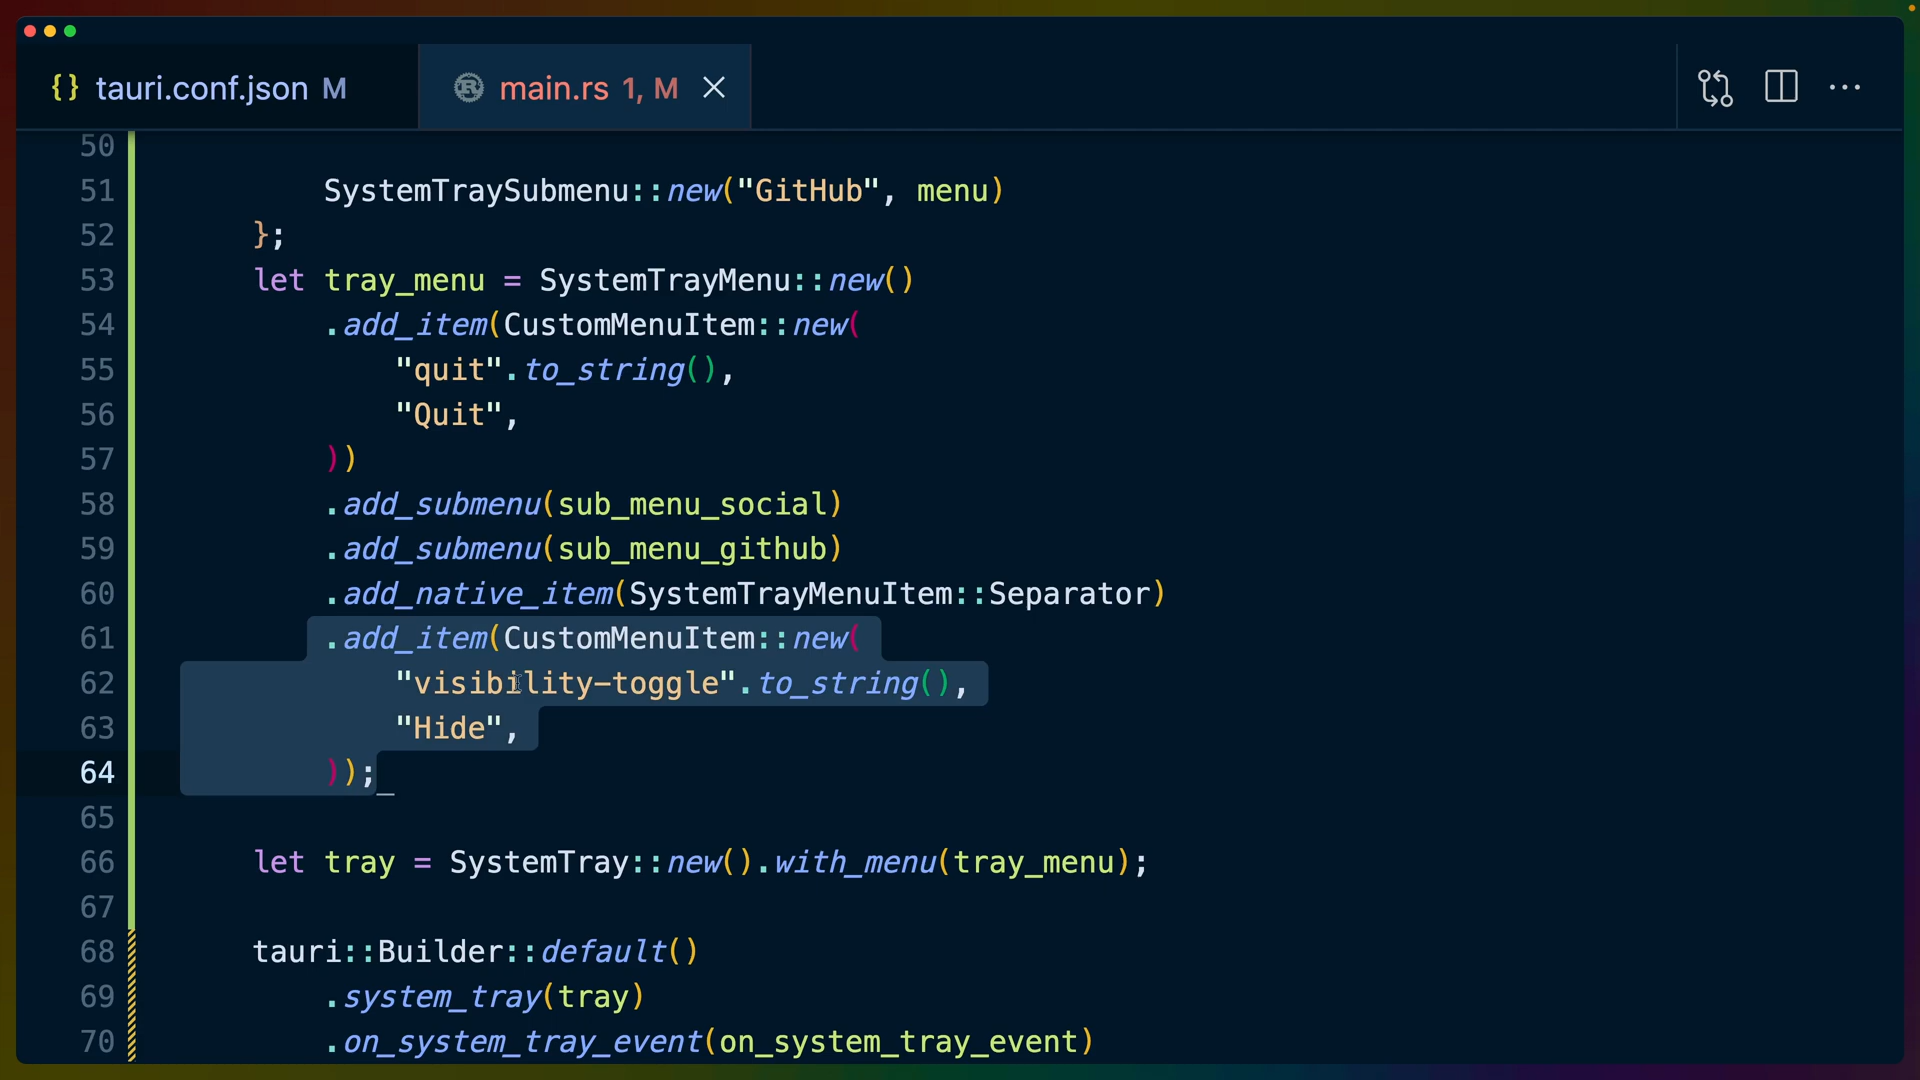 {} tauri.conf.json M
main.rs 1, M
50
51 SystemTraySubmenu::new("GitHub", menu)
52 };
53 let tray_menu = SystemTrayMenu::new()
54 .add_item(CustomMenuItem::new(
55 "quit".to_string(),
56 "Quit",
57 ))
58 .add_submenu(sub_menu_social)
59 .add_submenu(sub_menu_github)
60 .add_native_item(SystemTrayMenuItem::Separator)
61 .add_item(CustomMenuItem::new(
62 "visibility-toggle".to_string(),
63 "Hide",
64 ));
65
66 let tray = SystemTray::new().with_menu(tray_menu);
67
68 tauri::Builder::default()
69 .system_tray(tray)
70 .on_system_tray_event(on_system_tray_event)